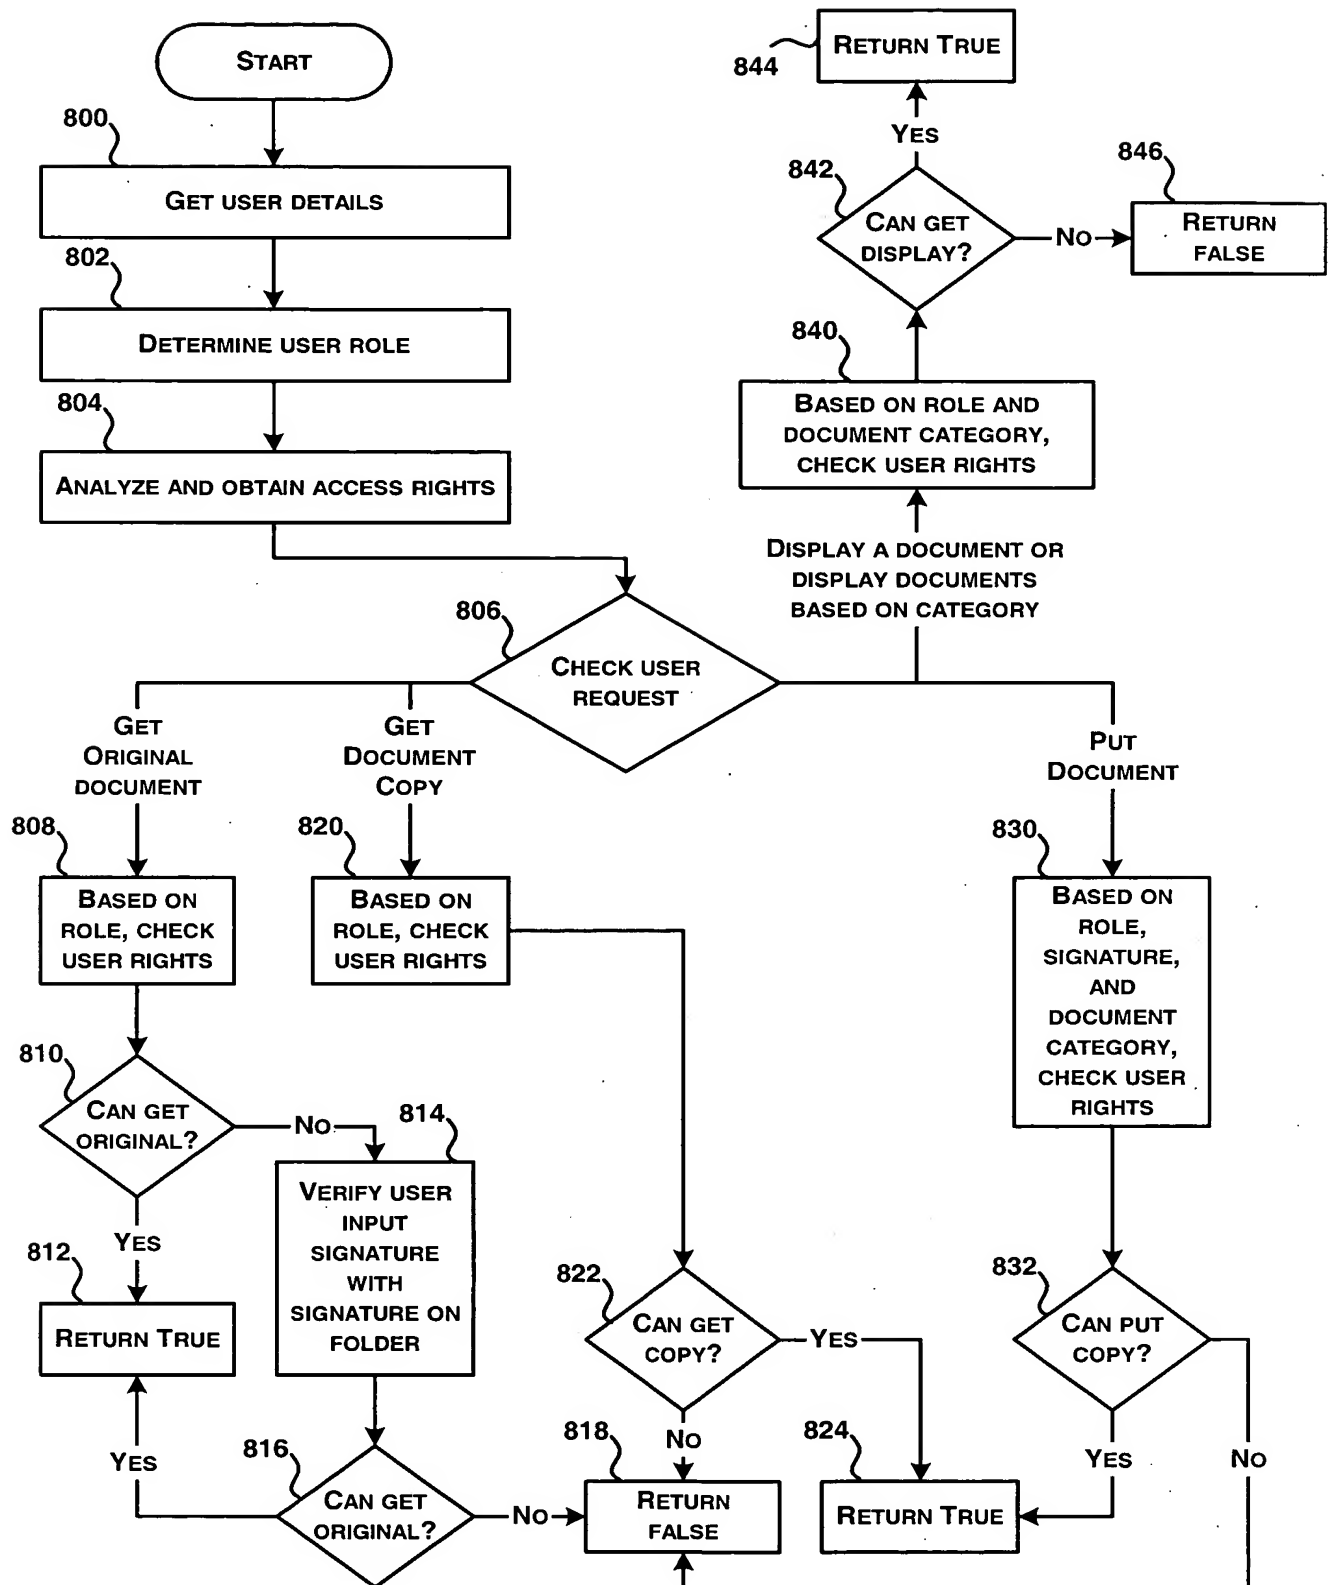 START
800
GET USER DETAILS
802
DETERMINE USER ROLE
804
ANALYZE AND OBTAIN ACCESS RIGHTS
844
RETURN TRUE
YES
842
CAN GET
DISPLAY?
NO
846
RETURN
FALSE
840
BASED ON ROLE AND
DOCUMENT CATEGORY,
CHECK USER RIGHTS
DISPLAY A DOCUMENT OR
DISPLAY DOCUMENTS
BASED ON CATEGORY
806
CHECK USER
REQUEST
GET
ORIGINAL
DOCUMENT
808
BASED ON
ROLE, CHECK
USER RIGHTS
810
CAN GET
ORIGINAL?
NO
YES
812
RETURN TRUE
814
VERIFY USER
INPUT
SIGNATURE
WITH
SIGNATURE ON
FOLDER
816
CAN GET
ORIGINAL?
YES
NO
GET
DOCUMENT
COPY
820
BASED ON
ROLE, CHECK
USER RIGHTS
822
CAN GET
COPY?
YES
NO
818
RETURN
FALSE
824
RETURN TRUE
PUT
DOCUMENT
830
BASED ON
ROLE,
SIGNATURE,
AND
DOCUMENT
CATEGORY,
CHECK USER
RIGHTS
832
CAN PUT
COPY?
YES
NO